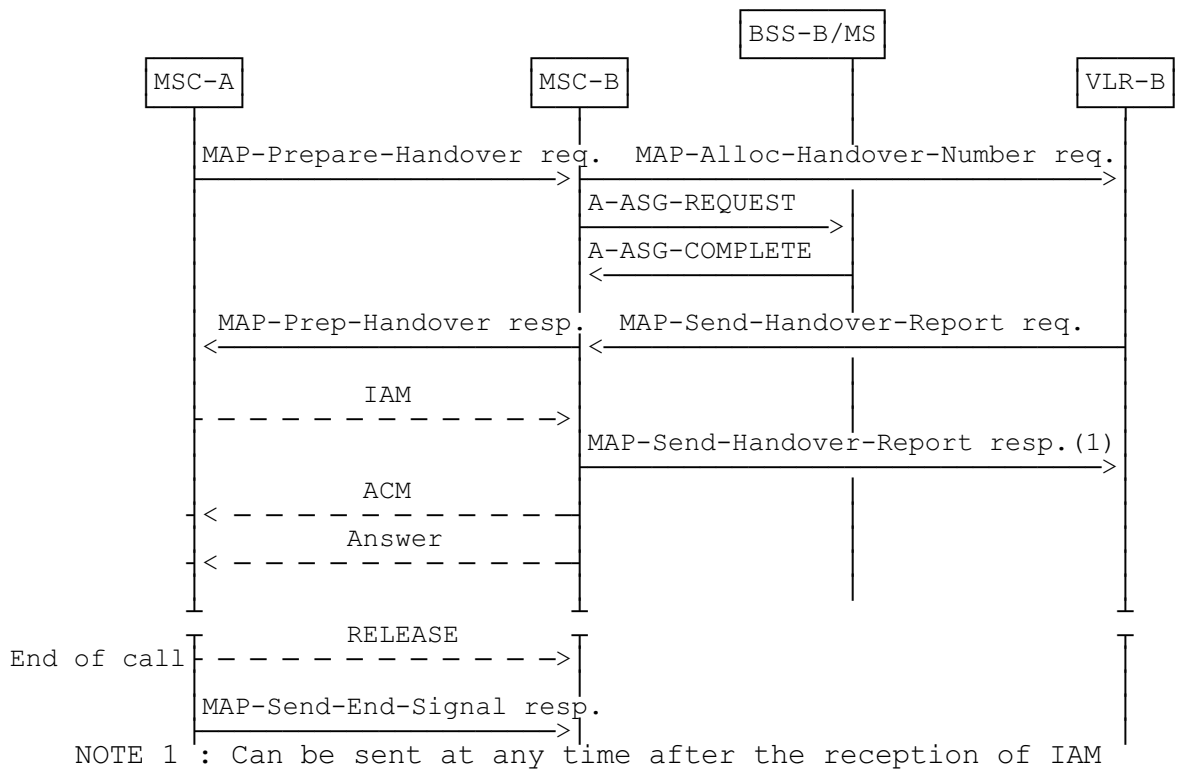 BSS-B/MS
MSC-A MSC-B VLR-B
MAP-Prepare-Handover req. MAP-Alloc-Handover-Number req.
A-ASG-REQUEST
A-ASG-COMPLETE
MAP-Prep-Handover resp. MAP-Send-Handover-Report req.
IAM
MAP-Send-Handover-Report resp.(1)
ACM
Answer
RELEASE
End of call
MAP-Send-End-Signal resp.
NOTE 1 : Can be sent at any time after the reception of IAM